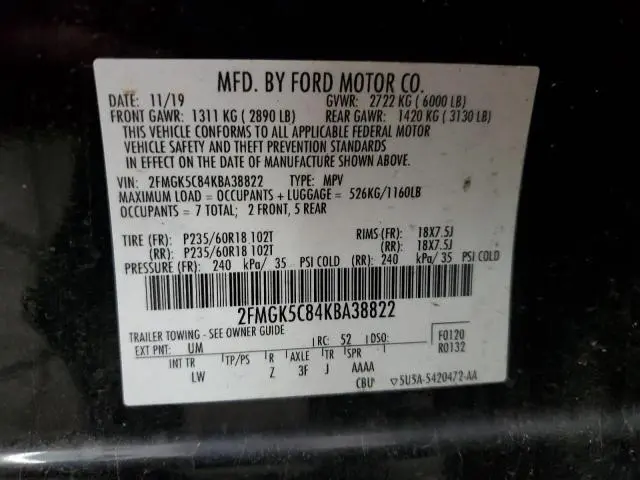 MFD. BY FORD MOTOR CO.
DATE: 11/19 GVWR: 2722 KG ( 6000 LB)
FRONT GAWR: 1311 KG ( 2890 LB) REAR GAWR: 1420 KG ( 3130 LB)
THIS VEHICLE CONFORMS TO ALL APPLICABLE FEDERAL MOTOR
VEHICLE SAFETY AND THEFT PREVENTION STANDARDS
IN EFFECT ON THE DATE OF MANUFACTURE SHOWN ABOVE.
VIN: 2FMGK5C84KBA38822 TYPE: MPV
MAXIMUM LOAD = OCCUPANTS + LUGGAGE = 526KG/1160LB
OCCUPANTS = 7 TOTAL; 2 FRONT, 5 REAR
TIRE (FR): P235/60R18 102T RIMS (FR): 18X7.5J
(RR): P235/60R18 102T (RR): 18X7.5J
PRESSURE (FR): 240 kPa/ 35 PSI COLD (RR): 240 kPa/ 35 PSI COLD
2FMGK5C84KBA38822
TRAILER TOWING - SEE OWNER GUIDE
EXT PNT: UM RC: 52 DSO: F0120
R0132
INT TR TP/PS R AXLE TR SPR
LW Z 3F J AAAA
CBU ▽5U5A-5420472-AA